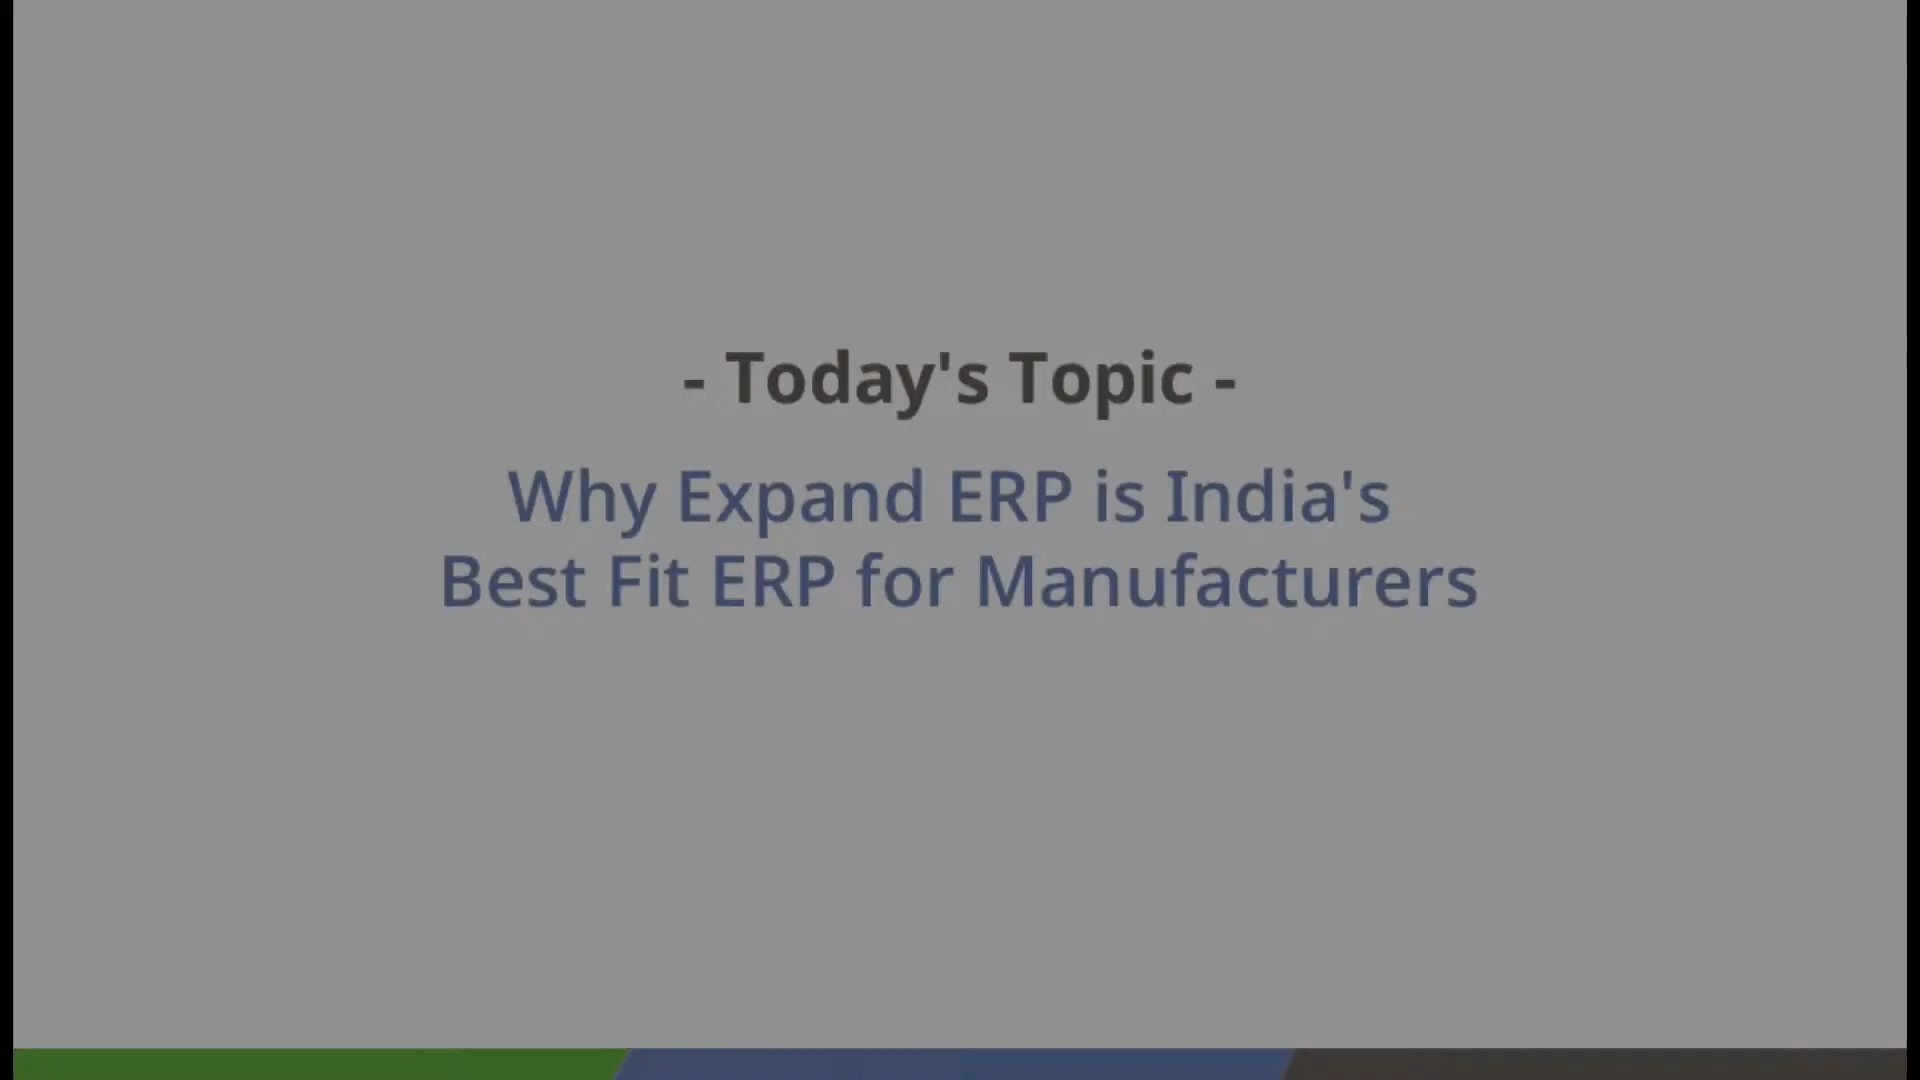 - Today's Topic -
Why Expand ERP is India's
Best Fit ERP for Manufacturers